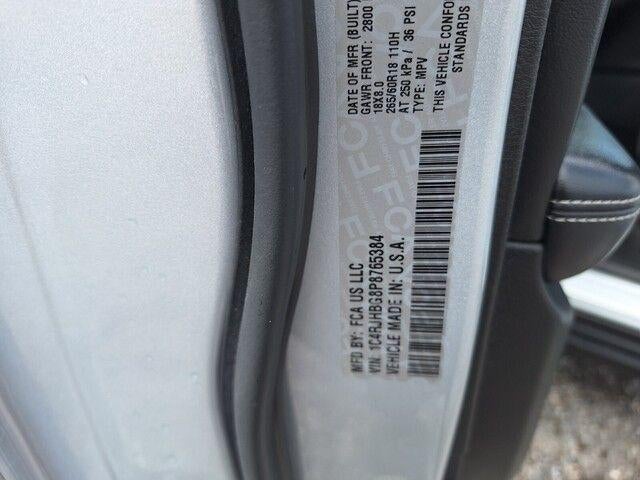 MFD BY: FCA US LLC
DATE OF MFR (BUILT)
GAWR FRONT: 2800
18X8.0
265/60R18 110H
AT 250 kPa / 36 PSI
TYPE: MPV
THIS VEHICLE CONFO
STANDARDS
VIN: 1C4RJHBG8P8765384
VEHICLE MADE IN: U.S.A.